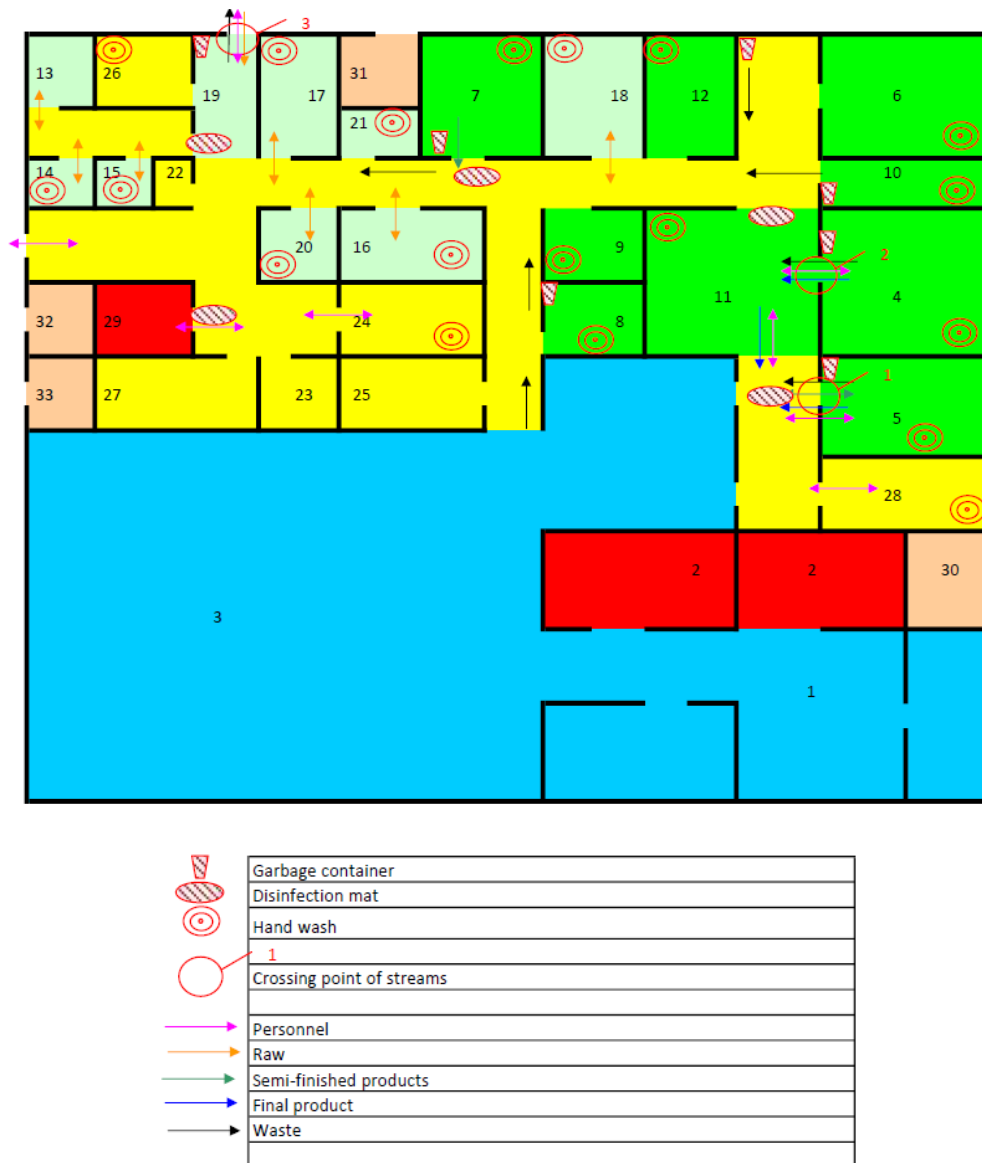 3
13 26 19 17 31 7 18 12 6
21
14 15 22 10
20 16 9 2
11 4
32 29 24 8
33 27 23 25 1
5
28
2 2 30
3
1
Garbage container
Disinfection mat
Hand wash
1
Crossing point of streams
Personnel
Raw
Semi-finished products
Final product
Waste